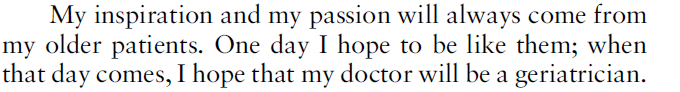 My inspiration and my passion will always come from
my older patients. One day I hope to be like them; when
that day comes, I hope that my doctor will be a geriatrician.